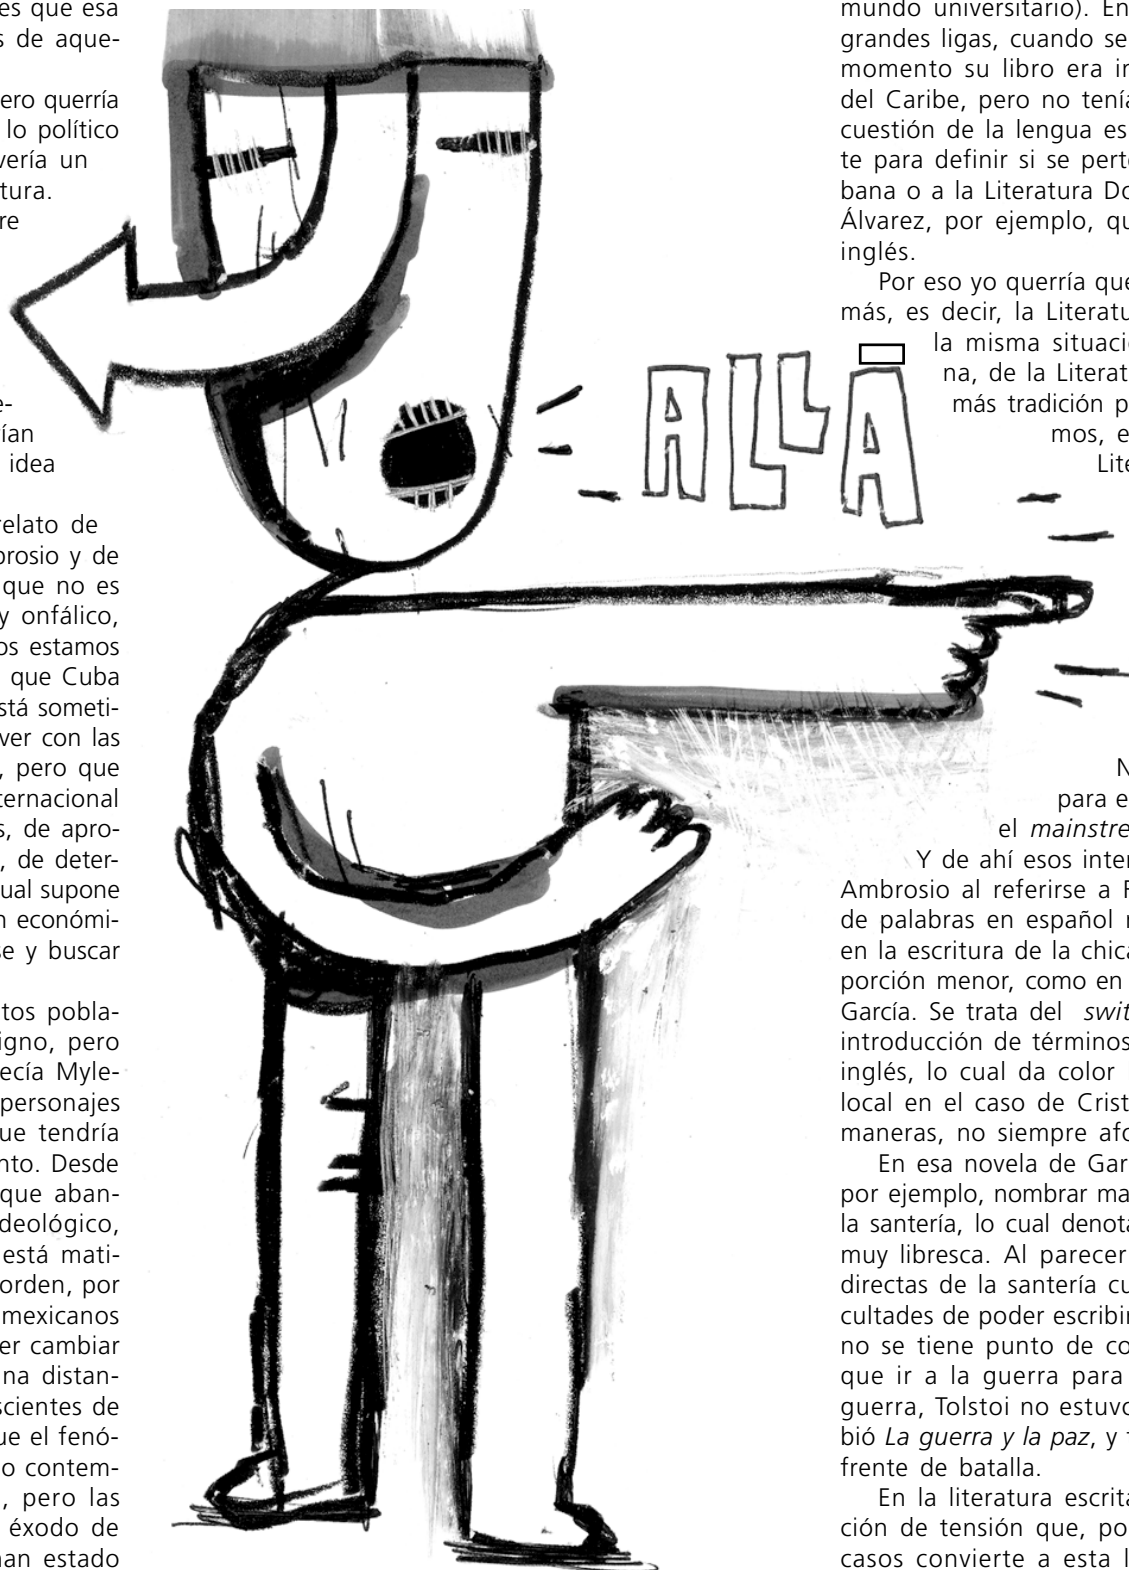 es que esa
s de aque-
ero querría
lo político
vería un
tura.
re
e-
ían
idea
relato de
brosio y de
que no es
y onfálico,
os estamos
que Cuba
stá someti-
ver con las
, pero que
ternacional
s, de apro-
, de deter-
ual supone
n económi-
se y buscar
tos pobla-
igno, pero
ecía Myle-
personajes
ue tendría
nto. Desde
que aban-
deológico,
está mati-
orden, por
mexicanos
er cambiar
na distan-
scientes de
ue el fenó-
o contem-
, pero las
éxodo de
han estado
ALLÁ
mundo universitario). En
grandes ligas, cuando se
momento su libro era in
del Caribe, pero no tenía
cuestión de la lengua es
te para definir si se perte
bana o a la Literatura Do
Álvarez, por ejemplo, qu
inglés.
Por eso yo querría que
más, es decir, la Literatu
la misma situació
na, de la Literat
más tradición p
mos, e
Lite
N
para e
el mainstre
Y de ahí esos inter
Ambrosio al referirse a F
de palabras en español n
en la escritura de la chica
porción menor, como en
García. Se trata del swit
introducción de términos
inglés, lo cual da color l
local en el caso de Crist
maneras, no siempre afo
En esa novela de Gar
por ejemplo, nombrar ma
la santería, lo cual denota
muy libresca. Al parecer
directas de la santería cu
cultades de poder escribir
no se tiene punto de co
que ir a la guerra para
guerra, Tolstoi no estuvo
bió La guerra y la paz, y t
frente de batalla.
En la literatura escrita
ción de tensión que, po
casos convierte a esta l